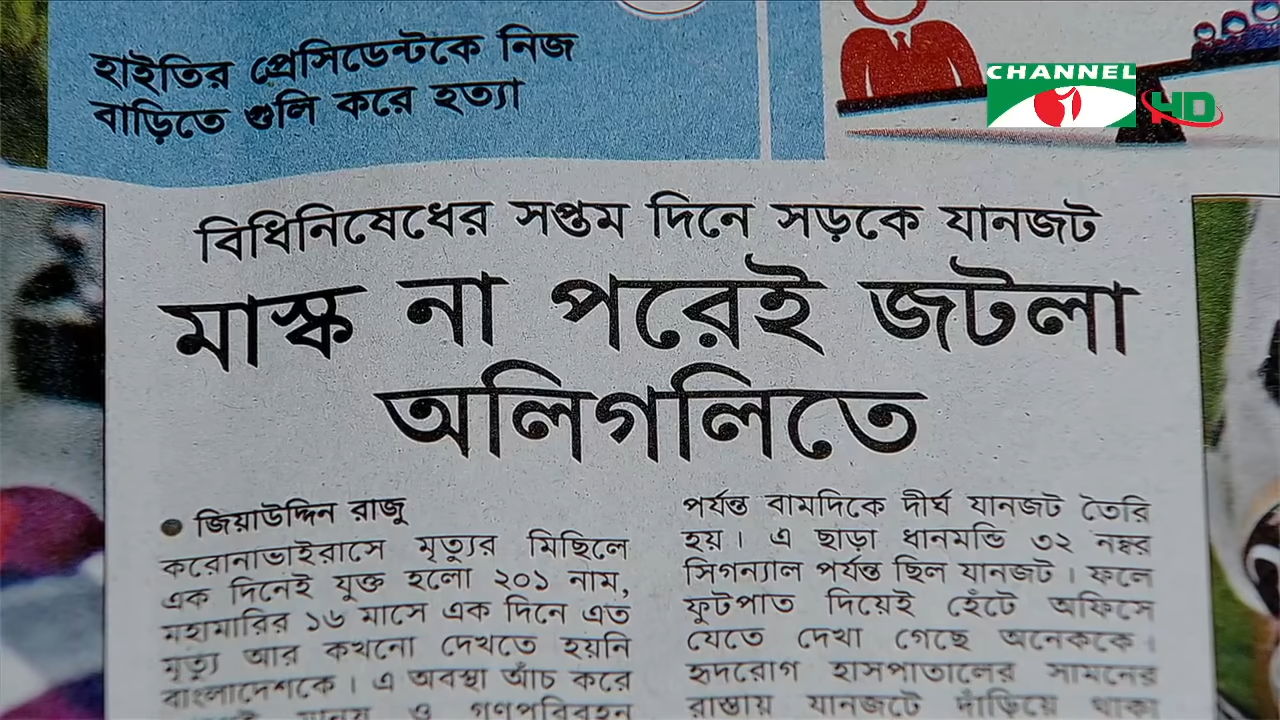 হাইতির প্রেসিডেন্টকে নিজ
বাড়িতে গুলি করে হত্যা
CHANNEL
i
HD
বিধিনিষেধের সপ্তম দিনে সড়কে যানজট
মাস্ক না পরেই জটলা
অলিগলিতে
● জিয়াউদ্দিন রাজু
করোনাভাইরাসে মৃত্যুর মিছিলে
এক দিনেই যুক্ত হলো ২০১ নাম,
মহামারির ১৬ মাসে এক দিনে এত
মৃত্যু আর কখনো দেখতে হয়নি
বাংলাদেশকে । এ অবস্থা আঁচ করে
ও গণপরিবহন
পর্যন্ত বামদিকে দীর্ঘ যানজট তৈরি
হয় । এ ছাড়া ধানমন্ডি ৩২ নম্বর
সিগন্যাল পর্যন্ত ছিল যানজট । ফলে
ফুটপাত দিয়েই হেঁটে অফিসে
যেতে দেখা গেছে অনেককে ।
হৃদরোগ হাসপাতালের সামনের
রাস্তায় যানজটে দাঁড়িয়ে থাকা